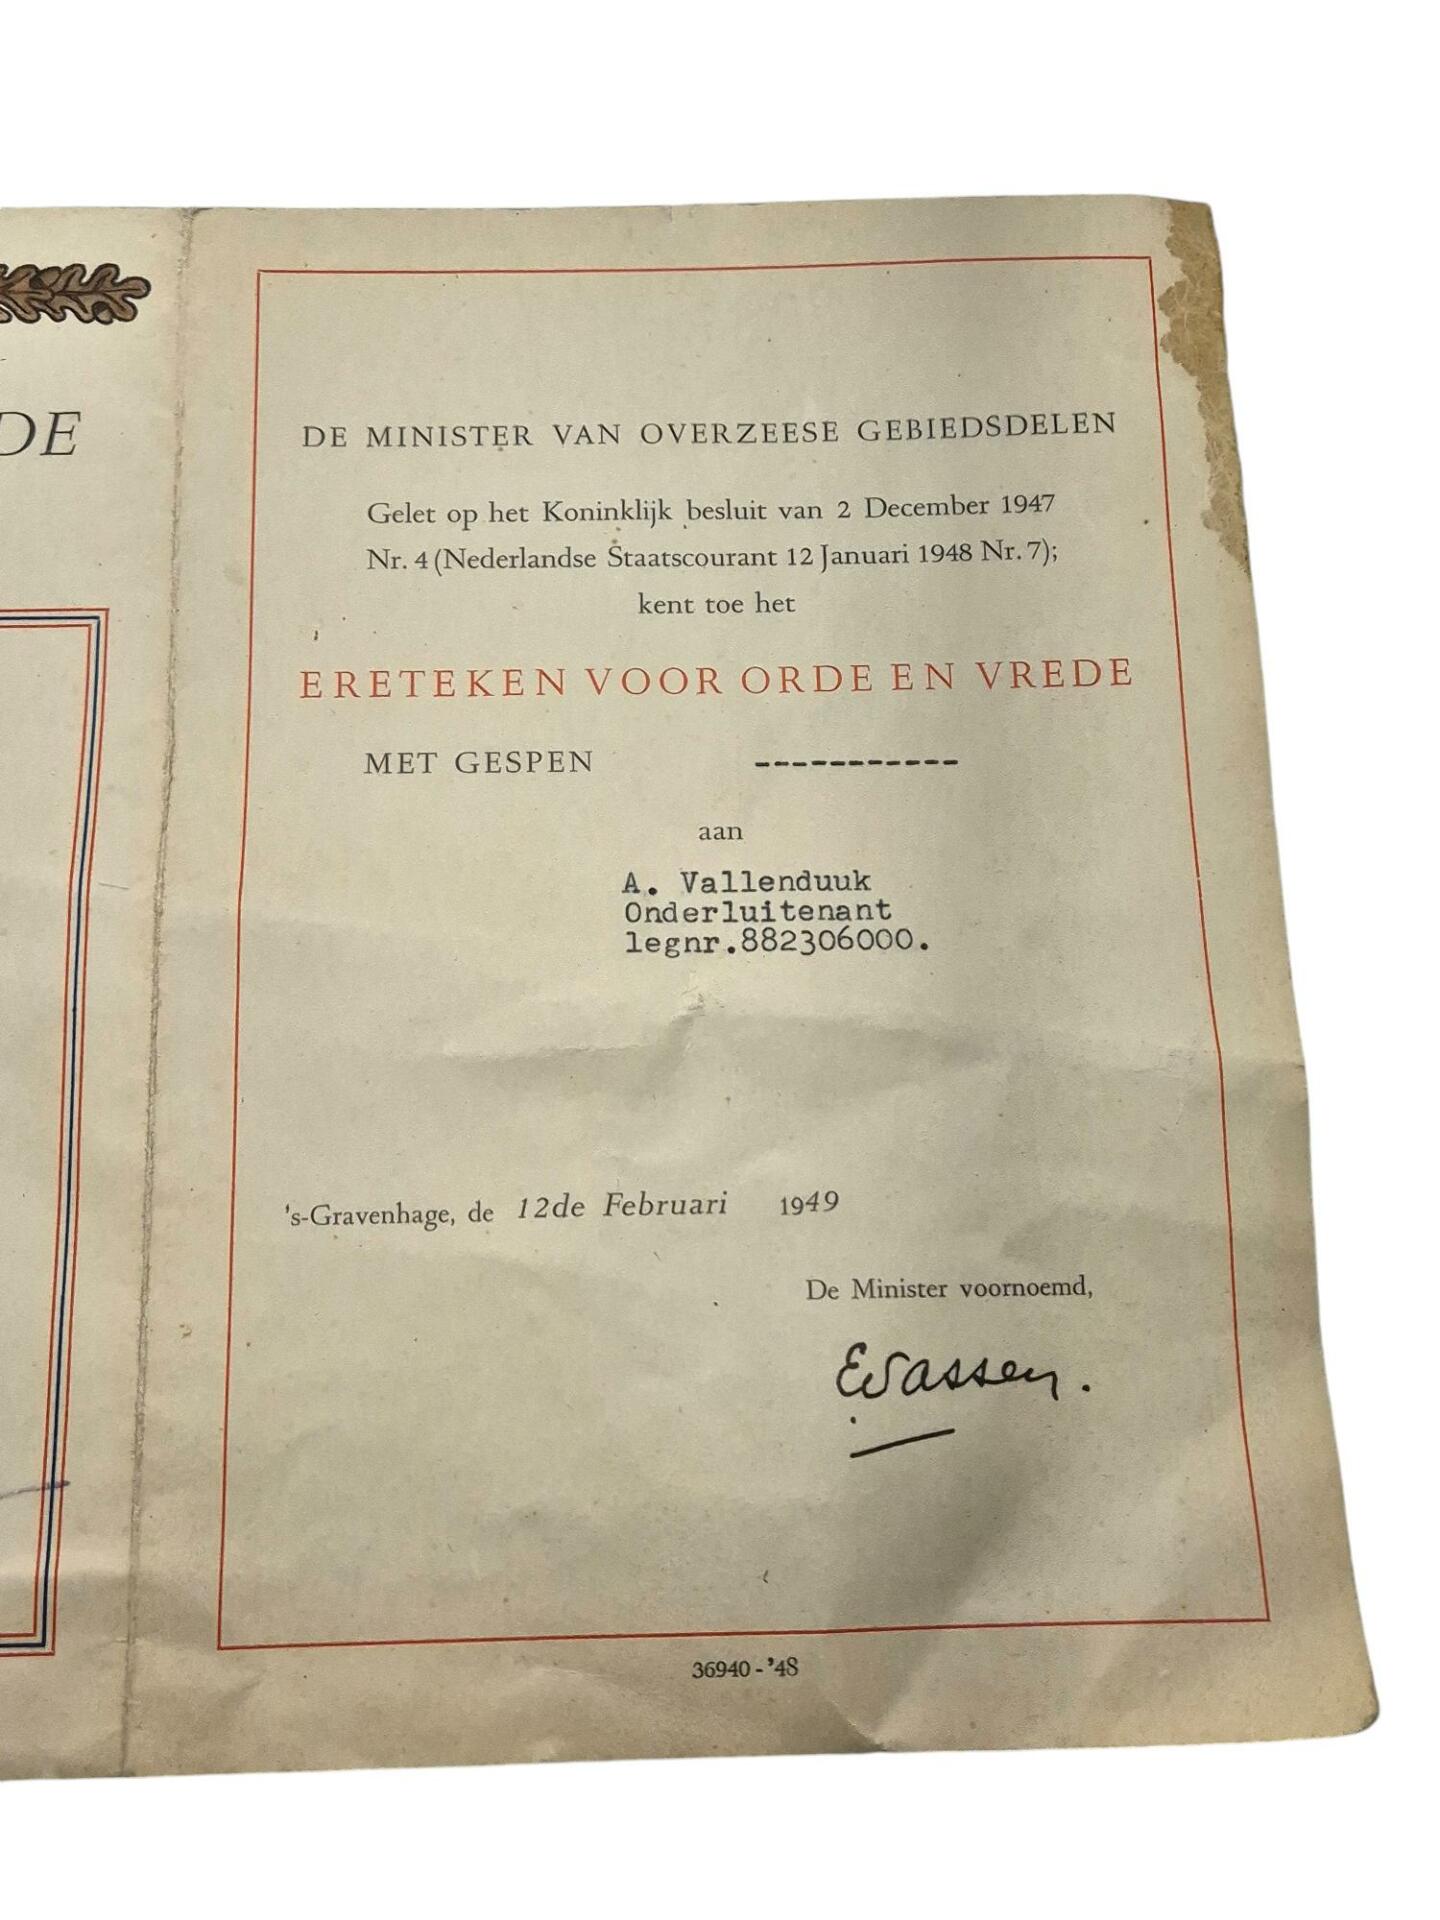 DE
DE MINISTER VAN OVERZEESE GEBIEDSDELEN
Gelet op het Koninklijk besluit van 2 December 1947
Nr. 4 (Nederlandse Staatscourant 12 Januari 1948 Nr. 7);
kent toe het
ERETEKEN VOOR ORDE EN VREDE
MET GESPEN -----------
aan
A. Vallenduuk
Onderluitenant
legnr.882306000.
's-Gravenhage, de 12de Februari 1949
De Minister voornoemd,
EvSassen.
36940-'48